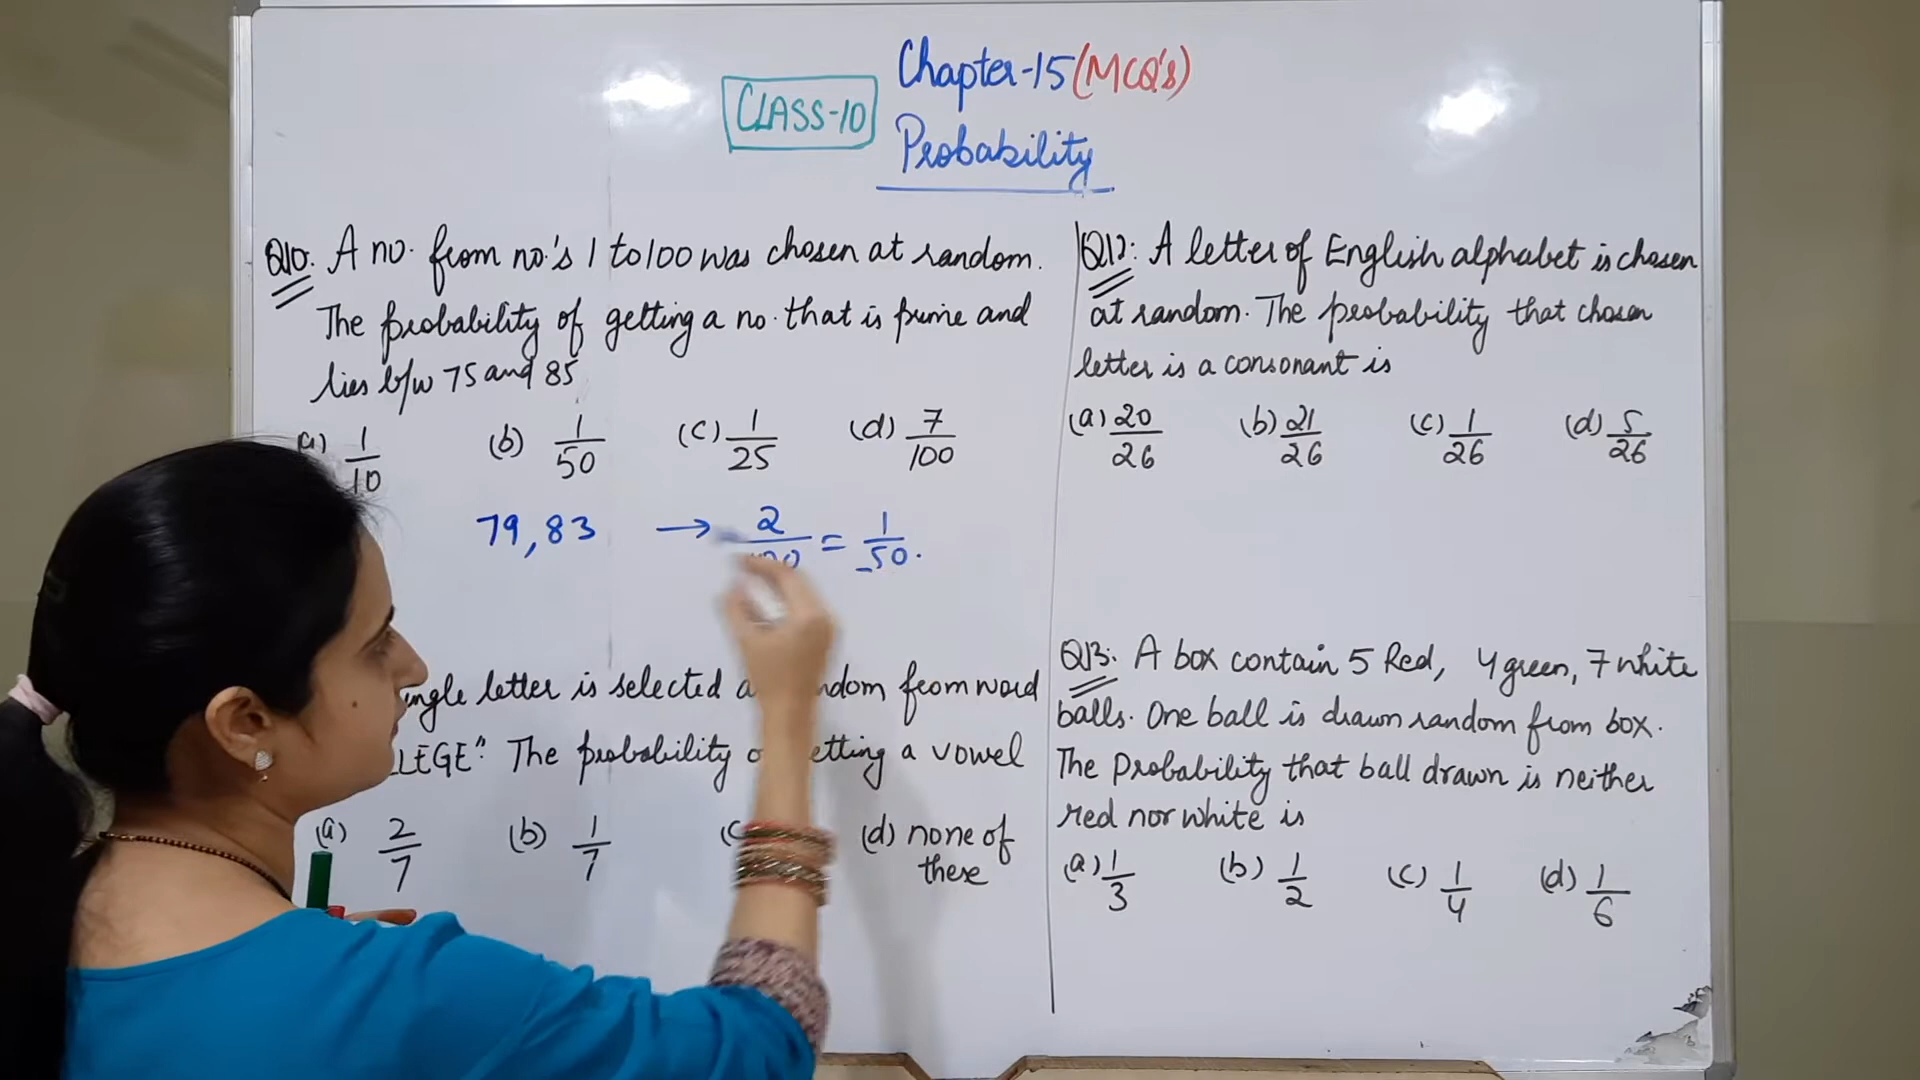 CLASS-10
Chapter-15 (MCQ's)
Probability
Q10. A no. from no.'s 1 to 100 was chosen at random.
The probability of getting a no. that is prime and
lies b/w 75 and 85
(a) 1/10 (b) 1/50 (c) 1/25 (d) 7/100
79, 83 → 2/100 = 1/50.
letter is selected from word
LEGE". The probability a vowel
(a) 2/7 (b) 1/7 (d) none of
these
Q12: A letter of English alphabet is chosen
at random. The probability that chosen
letter is a consonant is
(a) 20/26 (b) 21/26 (c) 1/26 (d) 5/26
Q13: A box contain 5 Red, 4 green, 7 white
balls. One ball is drawn random from box.
The Probability that ball drawn is neither
red nor white is
(a) 1/3 (b) 1/2 (c) 1/4 (d) 1/6